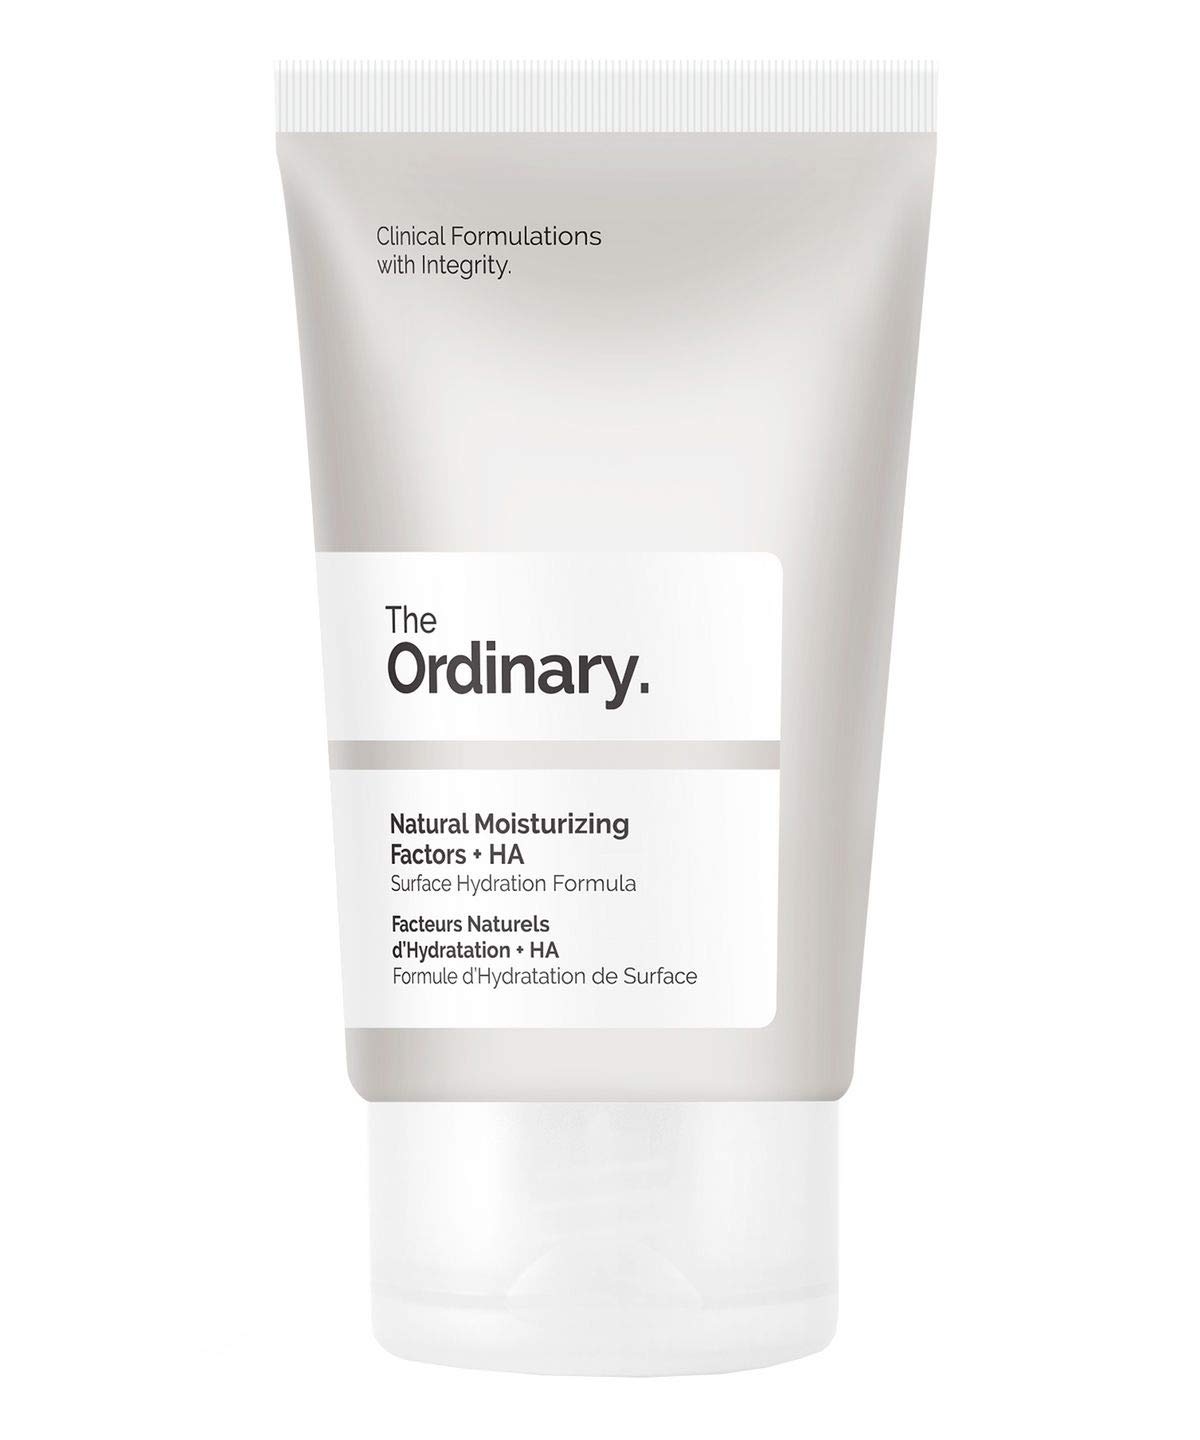 Clinical Formulations
with Integrity.
The
Ordinary.
Natural Moisturizing
Factors + HA
Surface Hydration Formula
Facteurs Naturels
d'Hydratation + HA
Formule d'Hydratation de Surface